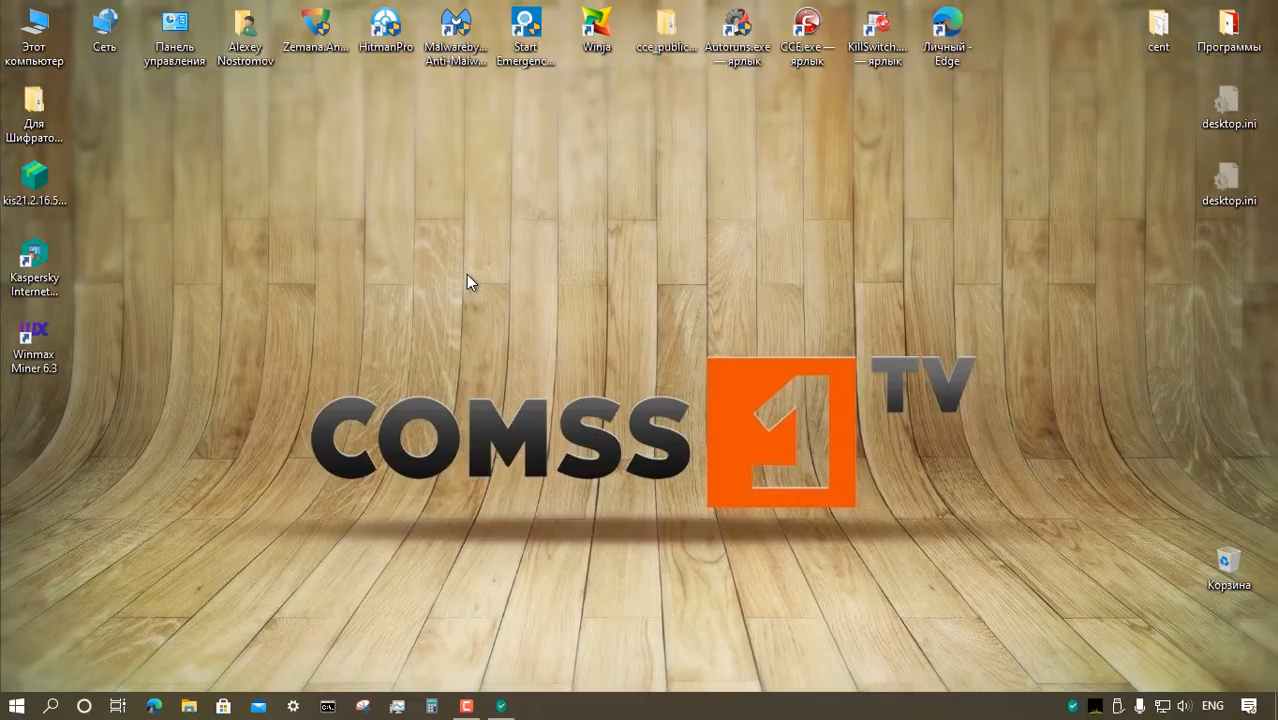 Этот
компьютер
Сеть
Панель
управления
Alexey
Nostromov
Zemana.An...
HitmanPro
Malwareby...
Anti-Malw...
Start
Emergenc...
Winja
cce_public...
Autoruns.exe
— ярлык
CCE.exe —
ярлык
KillSwitch....
— ярлык
Личный -
Edge
cent
Программы
Для
Шифрато...
desktop.ini
kis21.2.16.5...
desktop.ini
Kaspersky
Internet...
Winmax
Miner 6.3
COMSS 1 TV
Корзина
ENG